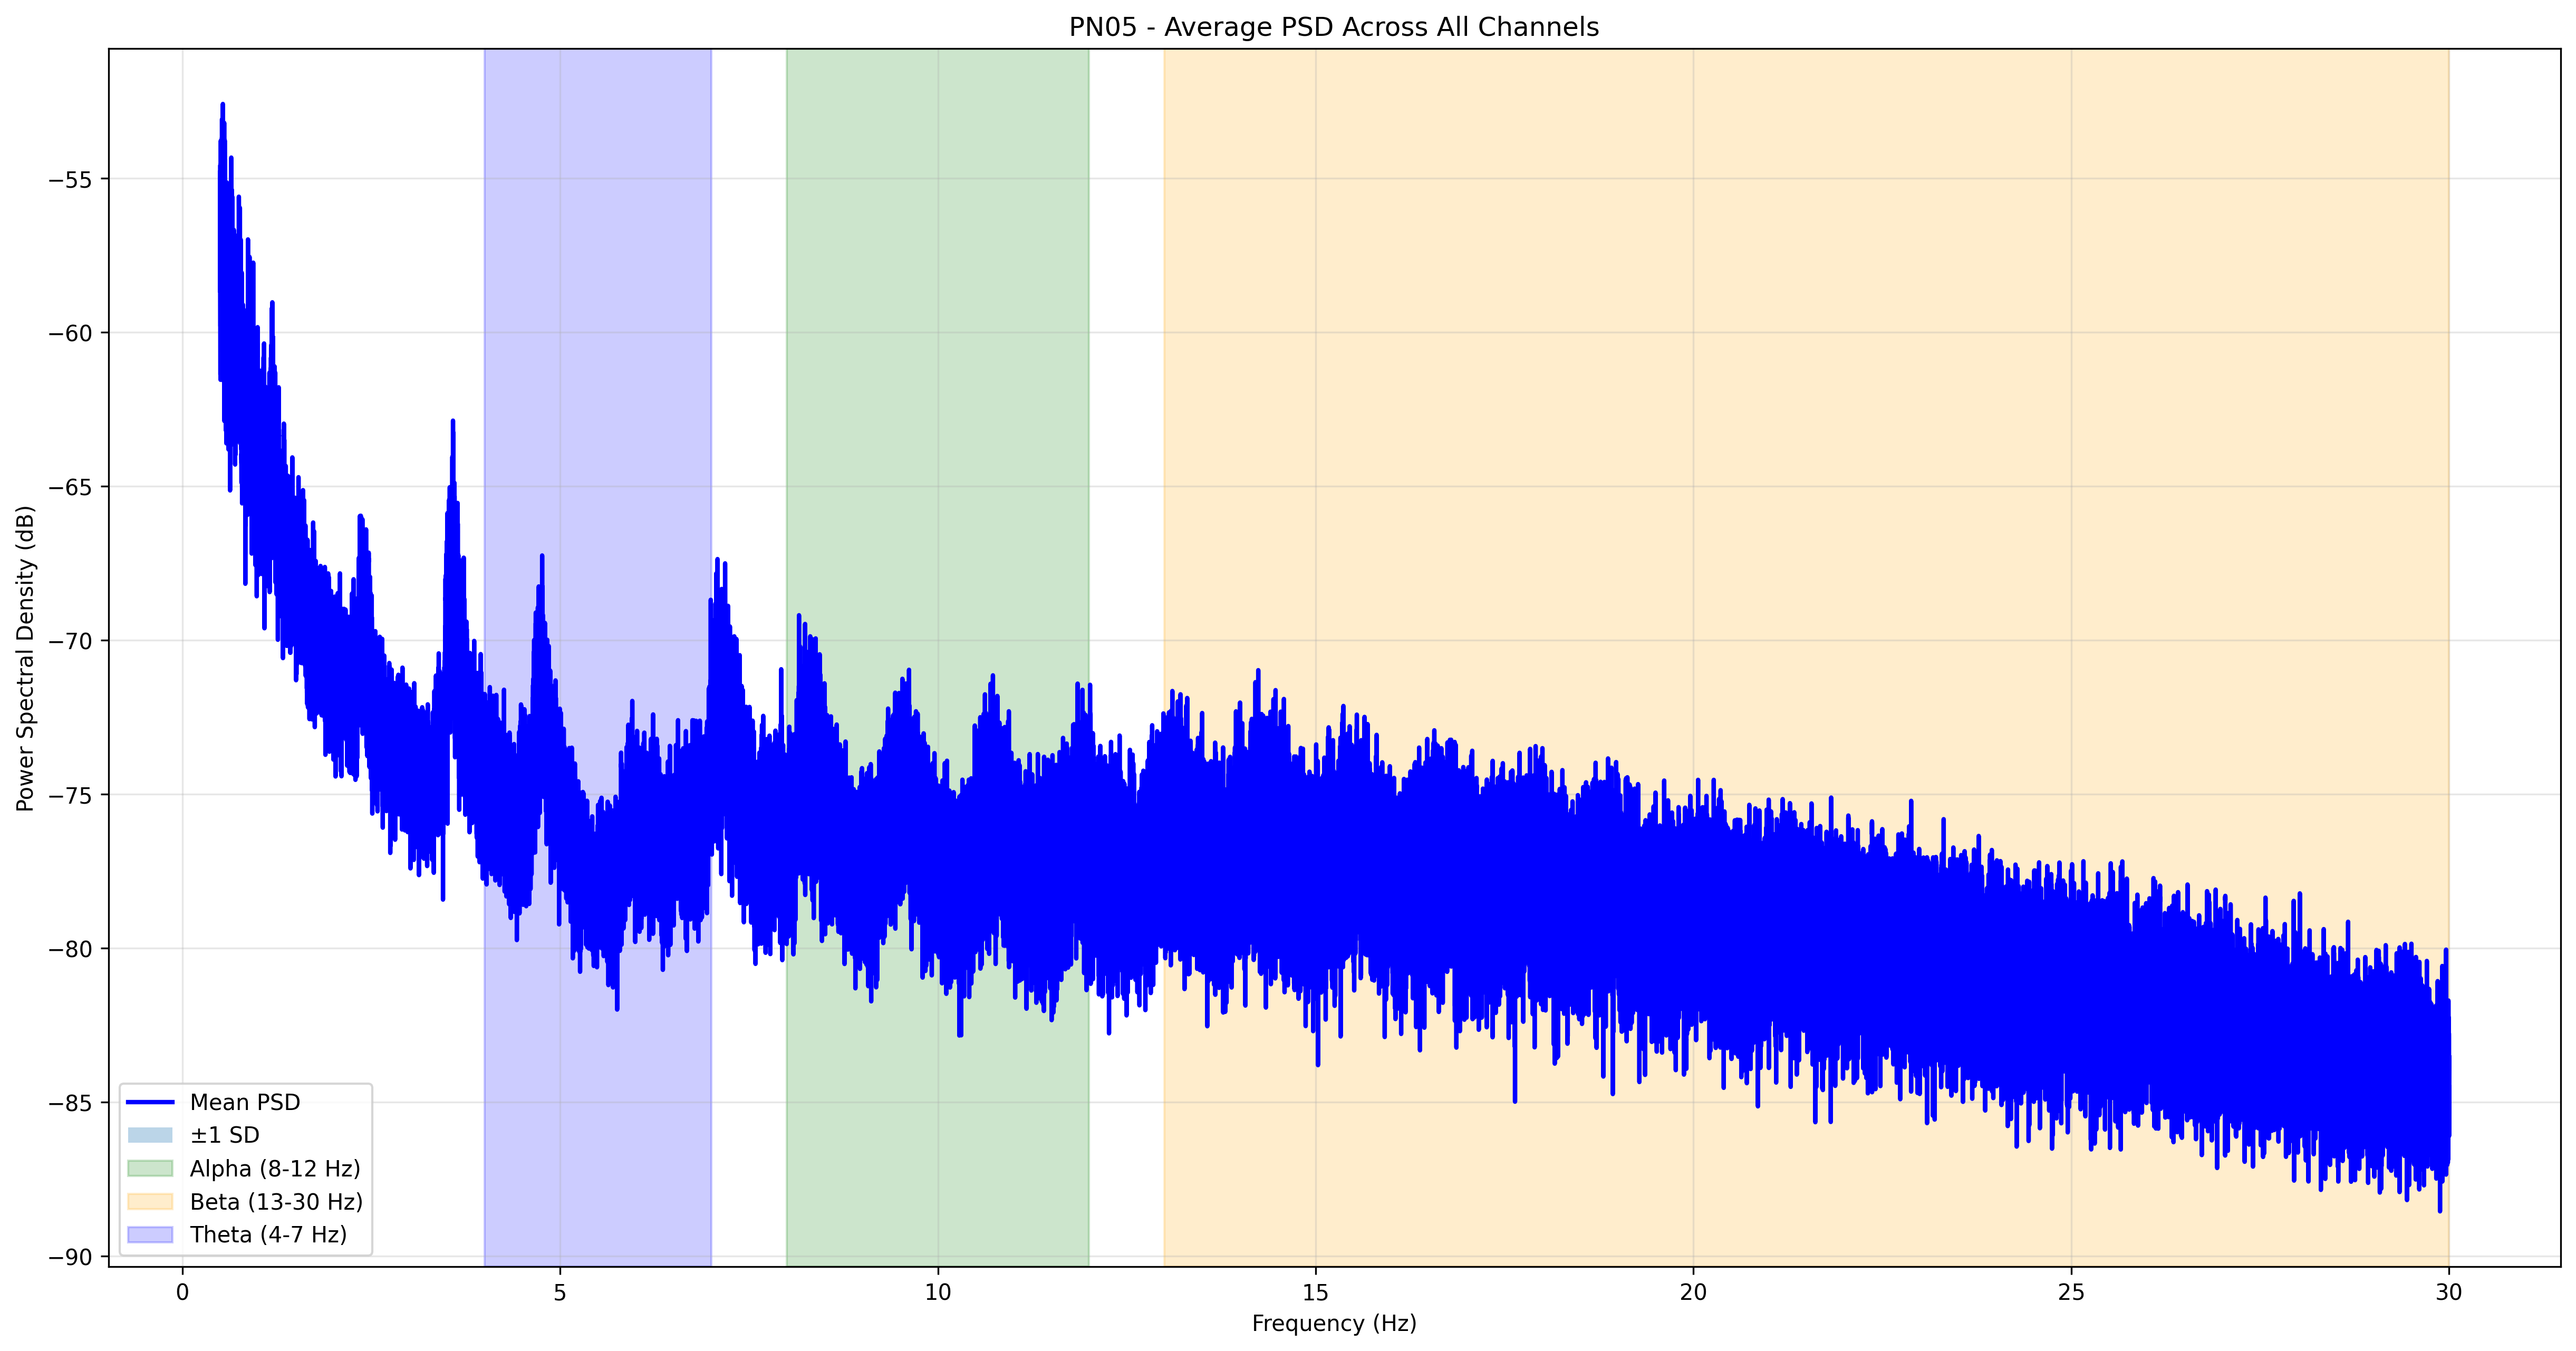 PN05 - Average PSD Across All Channels
Power Spectral Density (dB)
−55
−60
−65
−70
−75
−80
−85
−90
Mean PSD
±1 SD
Alpha (8-12 Hz)
Beta (13-30 Hz)
Theta (4-7 Hz)
0 5 10 15 20 25 30
Frequency (Hz)